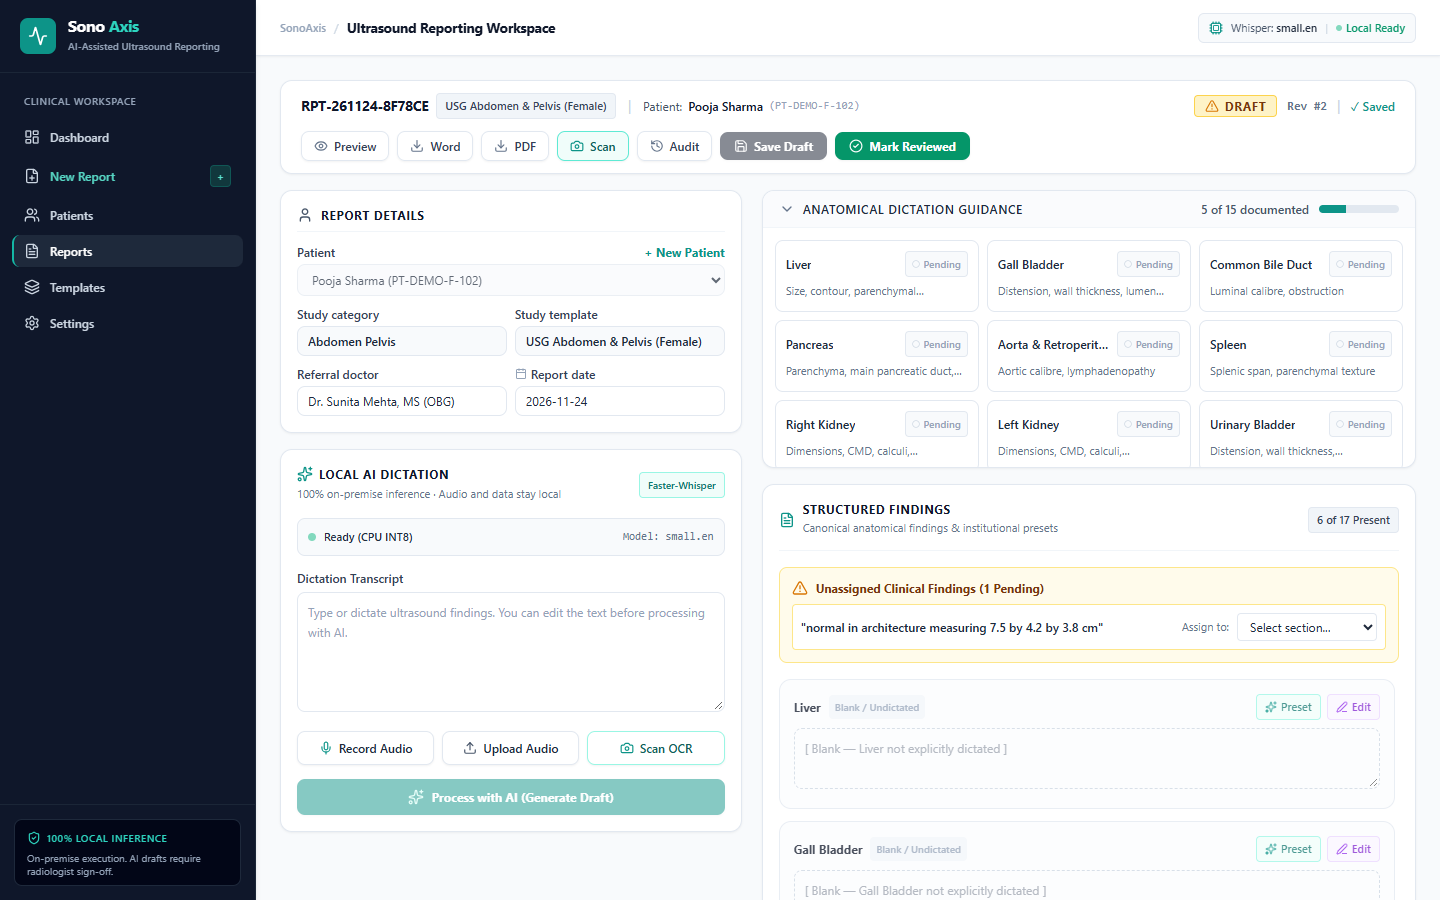 Sono Axis
AI-Assisted Ultrasound Reporting
CLINICAL WORKSPACE
Dashboard
New Report +
Patients
Reports
Templates
Settings
100% LOCAL INFERENCE
On-premise execution. AI drafts require
radiologist sign-off.
SonoAxis / Ultrasound Reporting Workspace
Whisper: small.en | Local Ready
RPT-261124-8F78CE USG Abdomen & Pelvis (Female) | Patient: Pooja Sharma (PT-DEMO-F-102)
DRAFT Rev #2 | ✓ Saved
Preview Word PDF Scan Audit Save Draft Mark Reviewed
REPORT DETAILS
Patient + New Patient
Pooja Sharma (PT-DEMO-F-102)
Study category Study template
Abdomen Pelvis USG Abdomen & Pelvis (Female)
Referral doctor Report date
Dr. Sunita Mehta, MS (OBG) 2026-11-24
LOCAL AI DICTATION
100% on-premise inference · Audio and data stay local
Faster-Whisper
Ready (CPU INT8) Model: small.en
Dictation Transcript
Type or dictate ultrasound findings. You can edit the text before processing
with AI.
Record Audio Upload Audio Scan OCR
Process with AI (Generate Draft)
ANATOMICAL DICTATION GUIDANCE 5 of 15 documented
Liver Pending
Size, contour, parenchymal...
Gall Bladder Pending
Distension, wall thickness, lumen...
Common Bile Duct Pending
Luminal calibre, obstruction
Pancreas Pending
Parenchyma, main pancreatic duct,...
Aorta & Retroperit... Pending
Aortic calibre, lymphadenopathy
Spleen Pending
Splenic span, parenchymal texture
Right Kidney Pending
Dimensions, CMD, calculi,...
Left Kidney Pending
Dimensions, CMD, calculi,...
Urinary Bladder Pending
Distension, wall thickness,...
STRUCTURED FINDINGS
Canonical anatomical findings & institutional presets
6 of 17 Present
Unassigned Clinical Findings (1 Pending)
"normal in architecture measuring 7.5 by 4.2 by 3.8 cm" Assign to: Select section...
Liver Blank / Undictated Preset Edit
[ Blank — Liver not explicitly dictated ]
Gall Bladder Blank / Undictated Preset Edit
[ Blank — Gall Bladder not explicitly dictated ]